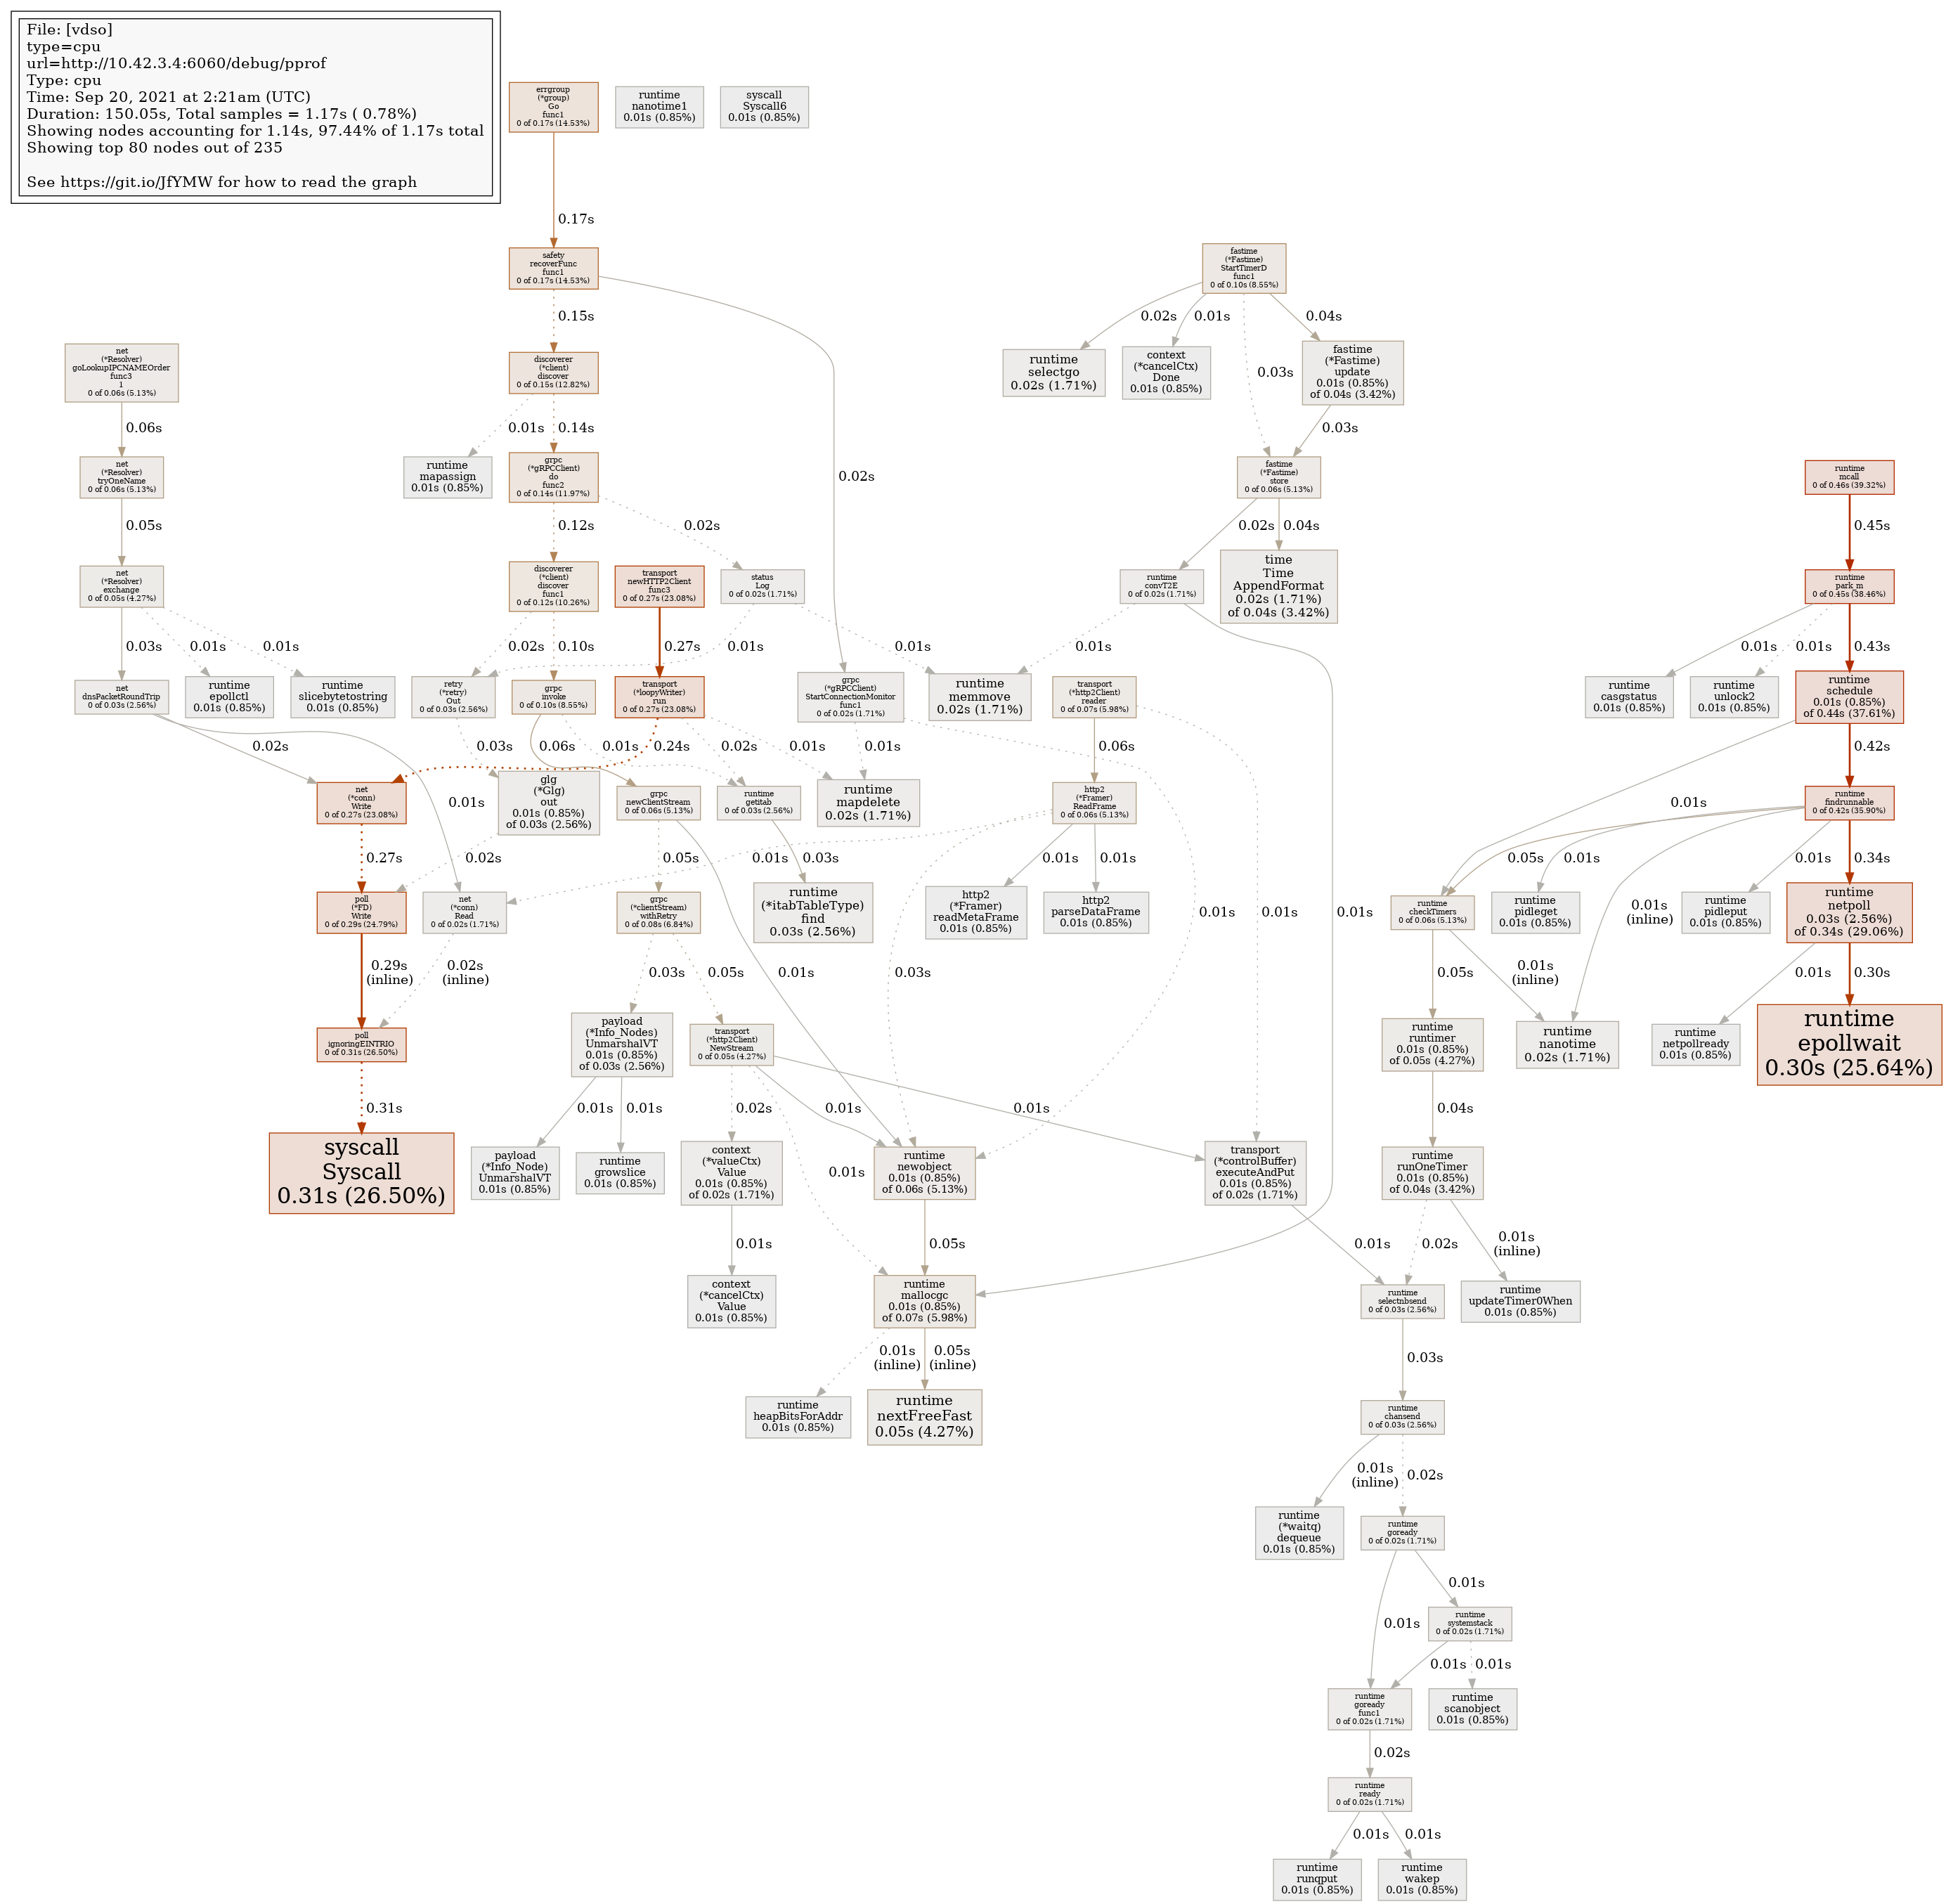 File: [vdso]
type=cpu
url=http://10.42.3.4:6060/debug/pprof
Type: cpu
Time: Sep 20, 2021 at 2:21am (UTC)
Duration: 150.05s, Total samples = 1.17s ( 0.78%)
Showing nodes accounting for 1.14s, 97.44% of 1.17s total
Showing top 80 nodes out of 235
See https://git.io/JfYMW for how to read the graph
errgroup
(*group)
Go
func1
0 of 0.17s (14.53%)
runtime
nanotime1
0.01s (0.85%)
syscall
Syscall6
0.01s (0.85%)
0.17s
safety
recoverFunc
func1
0 of 0.17s (14.53%)
fastime
(*Fastime)
StartTimerD
func1
0 of 0.10s (8.55%)
0.15s
0.02s
0.01s
0.04s
net
(*Resolver)
goLookupIPCNAMEOrder
func3
1
0 of 0.06s (5.13%)
discoverer
(*client)
discover
0 of 0.15s (12.82%)
runtime
selectgo
0.02s (1.71%)
context
(*cancelCtx)
Done
0.01s (0.85%)
0.03s
fastime
(*Fastime)
update
0.01s (0.85%)
of 0.04s (3.42%)
0.06s
0.01s
0.14s
0.03s
net
(*Resolver)
tryOneName
0 of 0.06s (5.13%)
runtime
mapassign
0.01s (0.85%)
grpc
(*gRPCClient)
do
func2
0 of 0.14s (11.97%)
0.02s
fastime
(*Fastime)
store
0 of 0.06s (5.13%)
runtime
mcall
0 of 0.46s (39.32%)
0.05s
0.12s
0.02s
0.02s
0.04s
0.45s
net
(*Resolver)
exchange
0 of 0.05s (4.27%)
discoverer
(*client)
discover
func1
0 of 0.12s (10.26%)
transport
newHTTP2Client
func3
0 of 0.27s (23.08%)
status
Log
0 of 0.02s (1.71%)
runtime
convT2E
0 of 0.02s (1.71%)
time
Time
AppendFormat
0.02s (1.71%)
of 0.04s (3.42%)
runtime
park_m
0 of 0.45s (38.46%)
0.03s
0.01s
0.01s
0.02s
0.10s
0.27s
0.01s
0.01s
0.01s
0.01s
0.01s
0.43s
net
dnsPacketRoundTrip
0 of 0.03s (2.56%)
runtime
epollctl
0.01s (0.85%)
runtime
slicebytetostring
0.01s (0.85%)
retry
(*retry)
Out
0 of 0.03s (2.56%)
grpc
invoke
0 of 0.10s (8.55%)
transport
(*loopyWriter)
run
0 of 0.27s (23.08%)
grpc
(*gRPCClient)
StartConnectionMonitor
func1
0 of 0.02s (1.71%)
runtime
memmove
0.02s (1.71%)
transport
(*http2Client)
reader
0 of 0.07s (5.98%)
runtime
casgstatus
0.01s (0.85%)
runtime
unlock2
0.01s (0.85%)
runtime
schedule
0.01s (0.85%)
of 0.44s (37.61%)
0.02s
0.03s
0.06s
0.01s
0.24s
0.02s
0.01s
0.01s
0.06s
0.42s
net
(*conn)
Write
0 of 0.27s (23.08%)
0.01s
glg
(*Glg)
out
0.01s (0.85%)
of 0.03s (2.56%)
grpc
newClientStream
0 of 0.06s (5.13%)
runtime
getitab
0 of 0.03s (2.56%)
runtime
mapdelete
0.02s (1.71%)
http2
(*Framer)
ReadFrame
0 of 0.06s (5.13%)
0.01s
runtime
findrunnable
0 of 0.42s (35.90%)
0.27s
0.02s
0.05s
0.01s
0.03s
0.01s
0.01s
0.05s
0.01s
0.01s
0.34s
poll
(*FD)
Write
0 of 0.29s (24.79%)
net
(*conn)
Read
0 of 0.02s (1.71%)
grpc
(*clientStream)
withRetry
0 of 0.08s (6.84%)
runtime
(*itabTableType)
find
0.03s (2.56%)
http2
(*Framer)
readMetaFrame
0.01s (0.85%)
http2
parseDataFrame
0.01s (0.85%)
0.01s
0.01s
0.01s
runtime
checkTimers
0 of 0.06s (5.13%)
runtime
pidleget
0.01s (0.85%)
0.01s
(inline)
runtime
pidleput
0.01s (0.85%)
runtime
netpoll
0.03s (2.56%)
of 0.34s (29.06%)
0.29s
(inline)
0.02s
(inline)
0.03s
0.05s
0.01s
0.03s
0.05s
0.01s
(inline)
0.01s
0.30s
poll
ignoringEINTRIO
0 of 0.31s (26.50%)
payload
(*Info_Nodes)
UnmarshalVT
0.01s (0.85%)
of 0.03s (2.56%)
transport
(*http2Client)
NewStream
0 of 0.05s (4.27%)
runtime
runtimer
0.01s (0.85%)
of 0.05s (4.27%)
runtime
nanotime
0.02s (1.71%)
runtime
netpollready
0.01s (0.85%)
runtime
epollwait
0.30s (25.64%)
0.31s
0.01s
0.01s
0.02s
0.01s
0.01s
0.04s
syscall
Syscall
0.31s (26.50%)
payload
(*Info_Node)
UnmarshalVT
0.01s (0.85%)
runtime
growslice
0.01s (0.85%)
context
(*valueCtx)
Value
0.01s (0.85%)
of 0.02s (1.71%)
0.01s
runtime
newobject
0.01s (0.85%)
of 0.06s (5.13%)
transport
(*controlBuffer)
executeAndPut
0.01s (0.85%)
of 0.02s (1.71%)
runtime
runOneTimer
0.01s (0.85%)
of 0.04s (3.42%)
0.01s
0.05s
0.01s
0.02s
0.01s
(inline)
context
(*cancelCtx)
Value
0.01s (0.85%)
runtime
mallocgc
0.01s (0.85%)
of 0.07s (5.98%)
runtime
selectnbsend
0 of 0.03s (2.56%)
runtime
updateTimer0When
0.01s (0.85%)
0.01s
(inline)
0.05s
(inline)
0.03s
runtime
heapBitsForAddr
0.01s (0.85%)
runtime
nextFreeFast
0.05s (4.27%)
runtime
chansend
0 of 0.03s (2.56%)
0.01s
(inline)
0.02s
runtime
(*waitq)
dequeue
0.01s (0.85%)
runtime
goready
0 of 0.02s (1.71%)
0.01s
0.01s
runtime
systemstack
0 of 0.02s (1.71%)
0.01s
0.01s
runtime
goready
func1
0 of 0.02s (1.71%)
runtime
scanobject
0.01s (0.85%)
0.02s
runtime
ready
0 of 0.02s (1.71%)
0.01s
0.01s
runtime
runqput
0.01s (0.85%)
runtime
wakep
0.01s (0.85%)